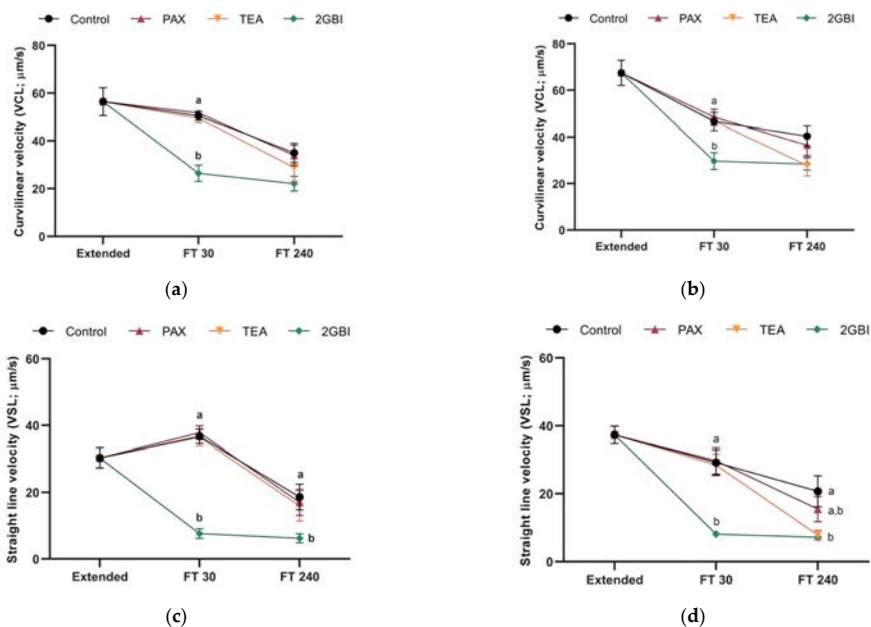 Control PAX TEA 2GBI
Curvilinear velocity (VCL; μm/s)
80
60
40
20
0
a
b
Extended FT 30 FT 240
(a)
Control PAX TEA 2GBI
Curvilinear velocity (VCL; μm/s)
80
60
40
20
0
a
b
Extended FT 30 FT 240
(b)
Control PAX TEA 2GBI
Straight line velocity (VSL; μm/s)
60
40
20
0
a
a
b
b
Extended FT 30 FT 240
(c)
Control PAX TEA 2GBI
Straight line velocity (VSL; μm/s)
60
40
20
0
a
a
a,b
b
b
Extended FT 30 FT 240
(d)